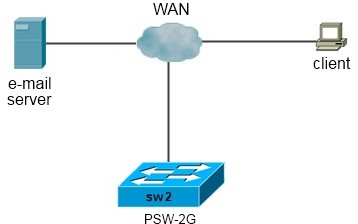 WAN
e-mail
server
client
sw2
PSW-2G